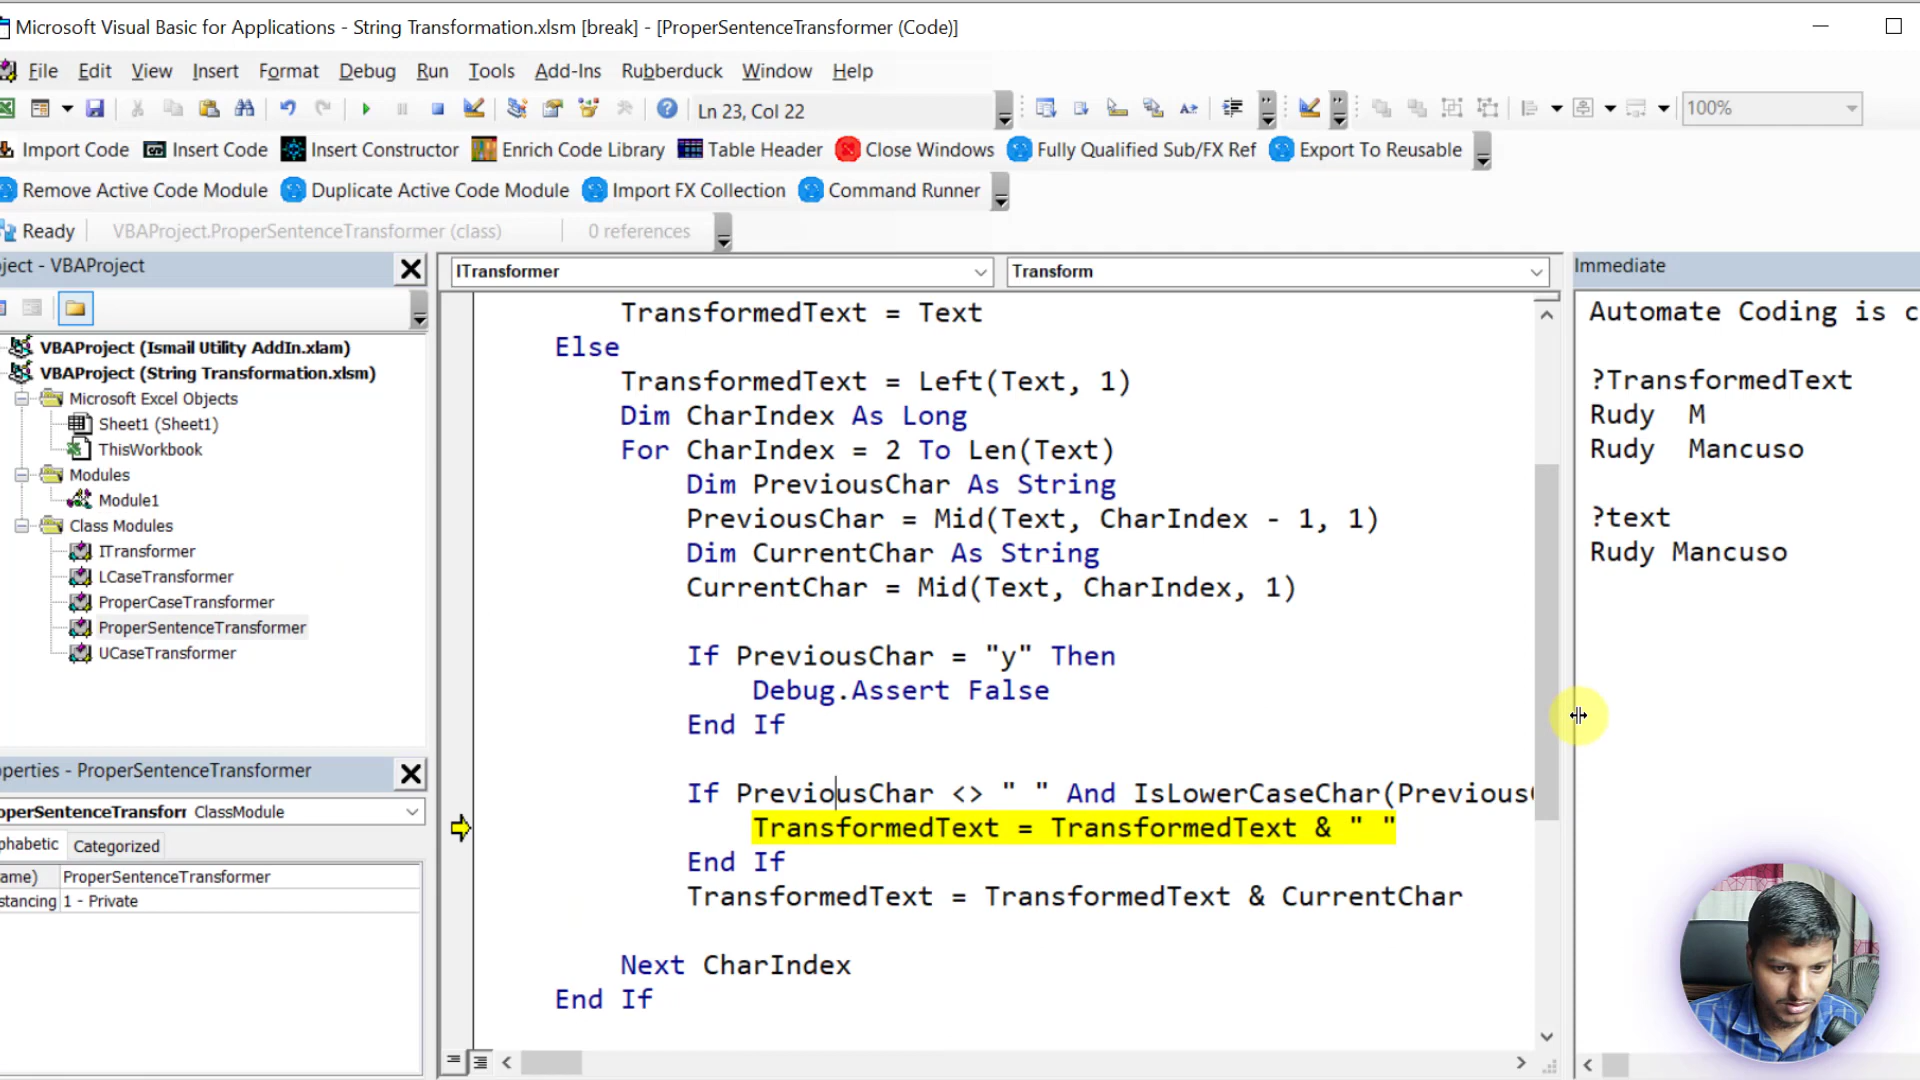 Microsoft Visual Basic for Applications - String Transformation.xlsm [break] - [ProperSentenceTransformer (Code)]
File Edit View Insert Format Debug Run Tools Add-Ins Rubberduck Window Help
Ln 23, Col 22
100%
Import Code Insert Code Insert Constructor Enrich Code Library Table Header Close Windows Fully Qualified Sub/FX Ref Export To Reusable
Remove Active Code Module Duplicate Active Code Module Import FX Collection Command Runner
Ready VBAProject.ProperSentenceTransformer (class) 0 references
ject - VBAProject
VBAProject (Ismail Utility AddIn.xlam)
VBAProject (String Transformation.xlsm)
Microsoft Excel Objects
Sheet1 (Sheet1)
ThisWorkbook
Modules
Module1
Class Modules
ITransformer
LCaseTransformer
ProperCaseTransformer
ProperSentenceTransformer
UCaseTransformer
operties - ProperSentenceTransformer
operSentenceTransforr ClassModule
phabetic Categorized
ame) ProperSentenceTransformer
stancing 1 - Private
ITransformer Transform
TransformedText = Text
Else
TransformedText = Left(Text, 1)
Dim CharIndex As Long
For CharIndex = 2 To Len(Text)
Dim PreviousChar As String
PreviousChar = Mid(Text, CharIndex - 1, 1)
Dim CurrentChar As String
CurrentChar = Mid(Text, CharIndex, 1)
If PreviousChar = "y" Then
Debug.Assert False
End If
If PreviousChar <> " " And IsLowerCaseChar(PreviousC
TransformedText = TransformedText & " "
End If
TransformedText = TransformedText & CurrentChar
Next CharIndex
End If
Immediate
Automate Coding is c
?TransformedText
Rudy  M
Rudy  Mancuso
?text
Rudy Mancuso